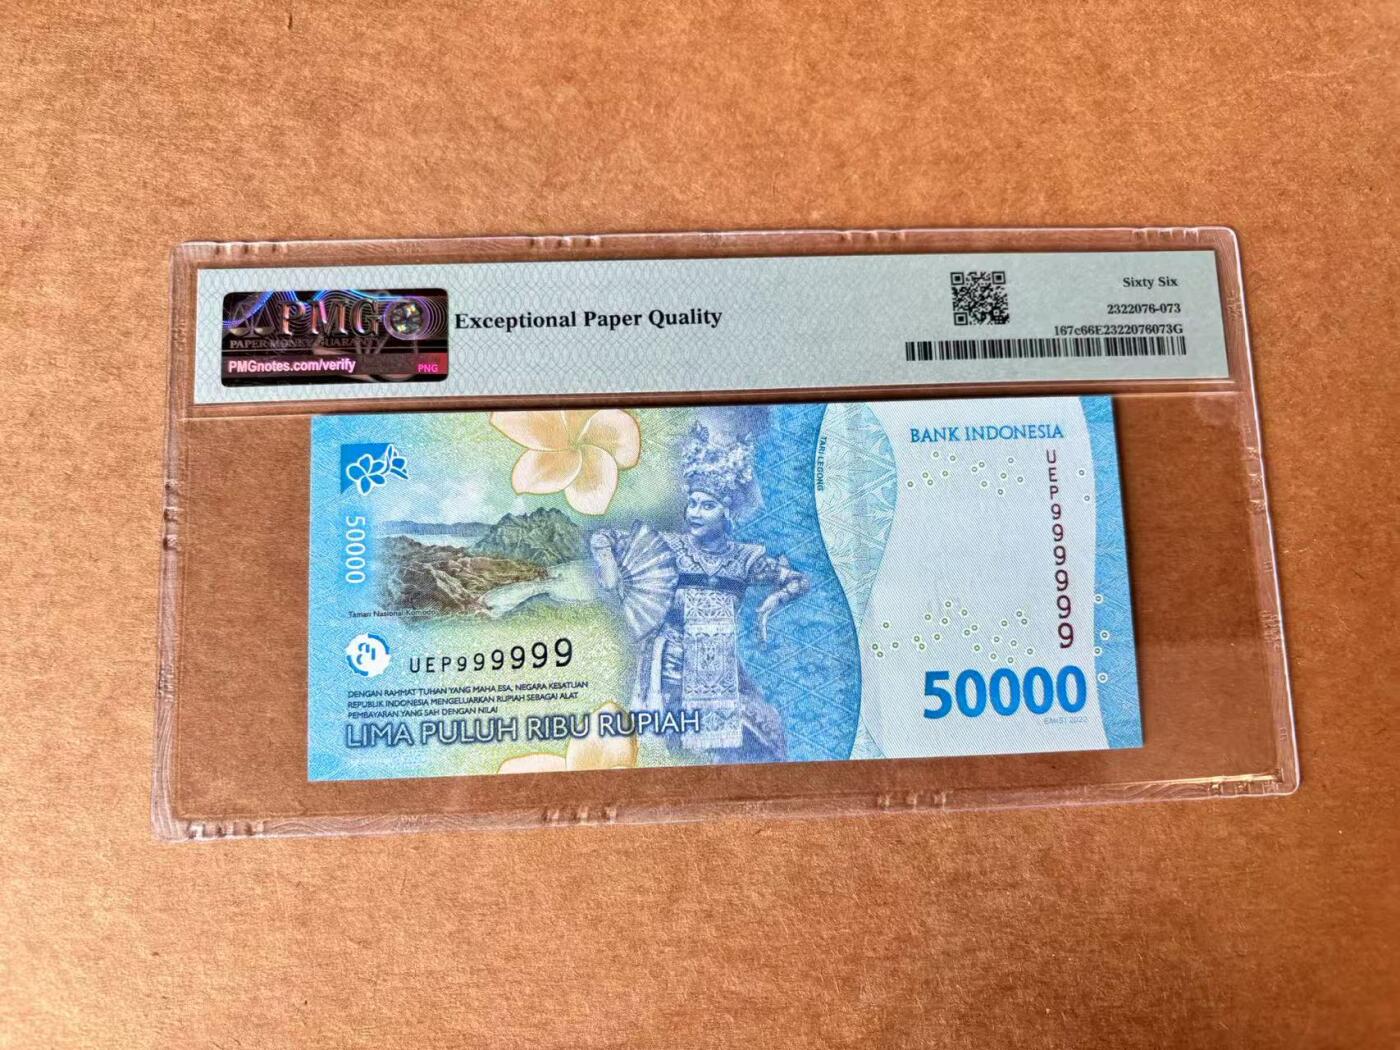 PMG
PAPER MONEY GUARANTY
PMGnotes.com/verify
PNG
Exceptional Paper Quality
Sixty Six
2322076-073
167c66E2322076073G
BANK INDONESIA
UEP999999
TARI LEGONG
50000
Taman Nasional Komodo
UEP999999
DENGAN RAHMAT TUHAN YANG MAHA ESA, NEGARA KESATUAN
REPUBLIK INDONESIA MENGELUARKAN RUPIAH SEBAGAI ALAT
PEMBAYARAN YANG SAH DENGAN NILAI
LIMA PULUH RIBU RUPIAH
50000
EMISI 2022